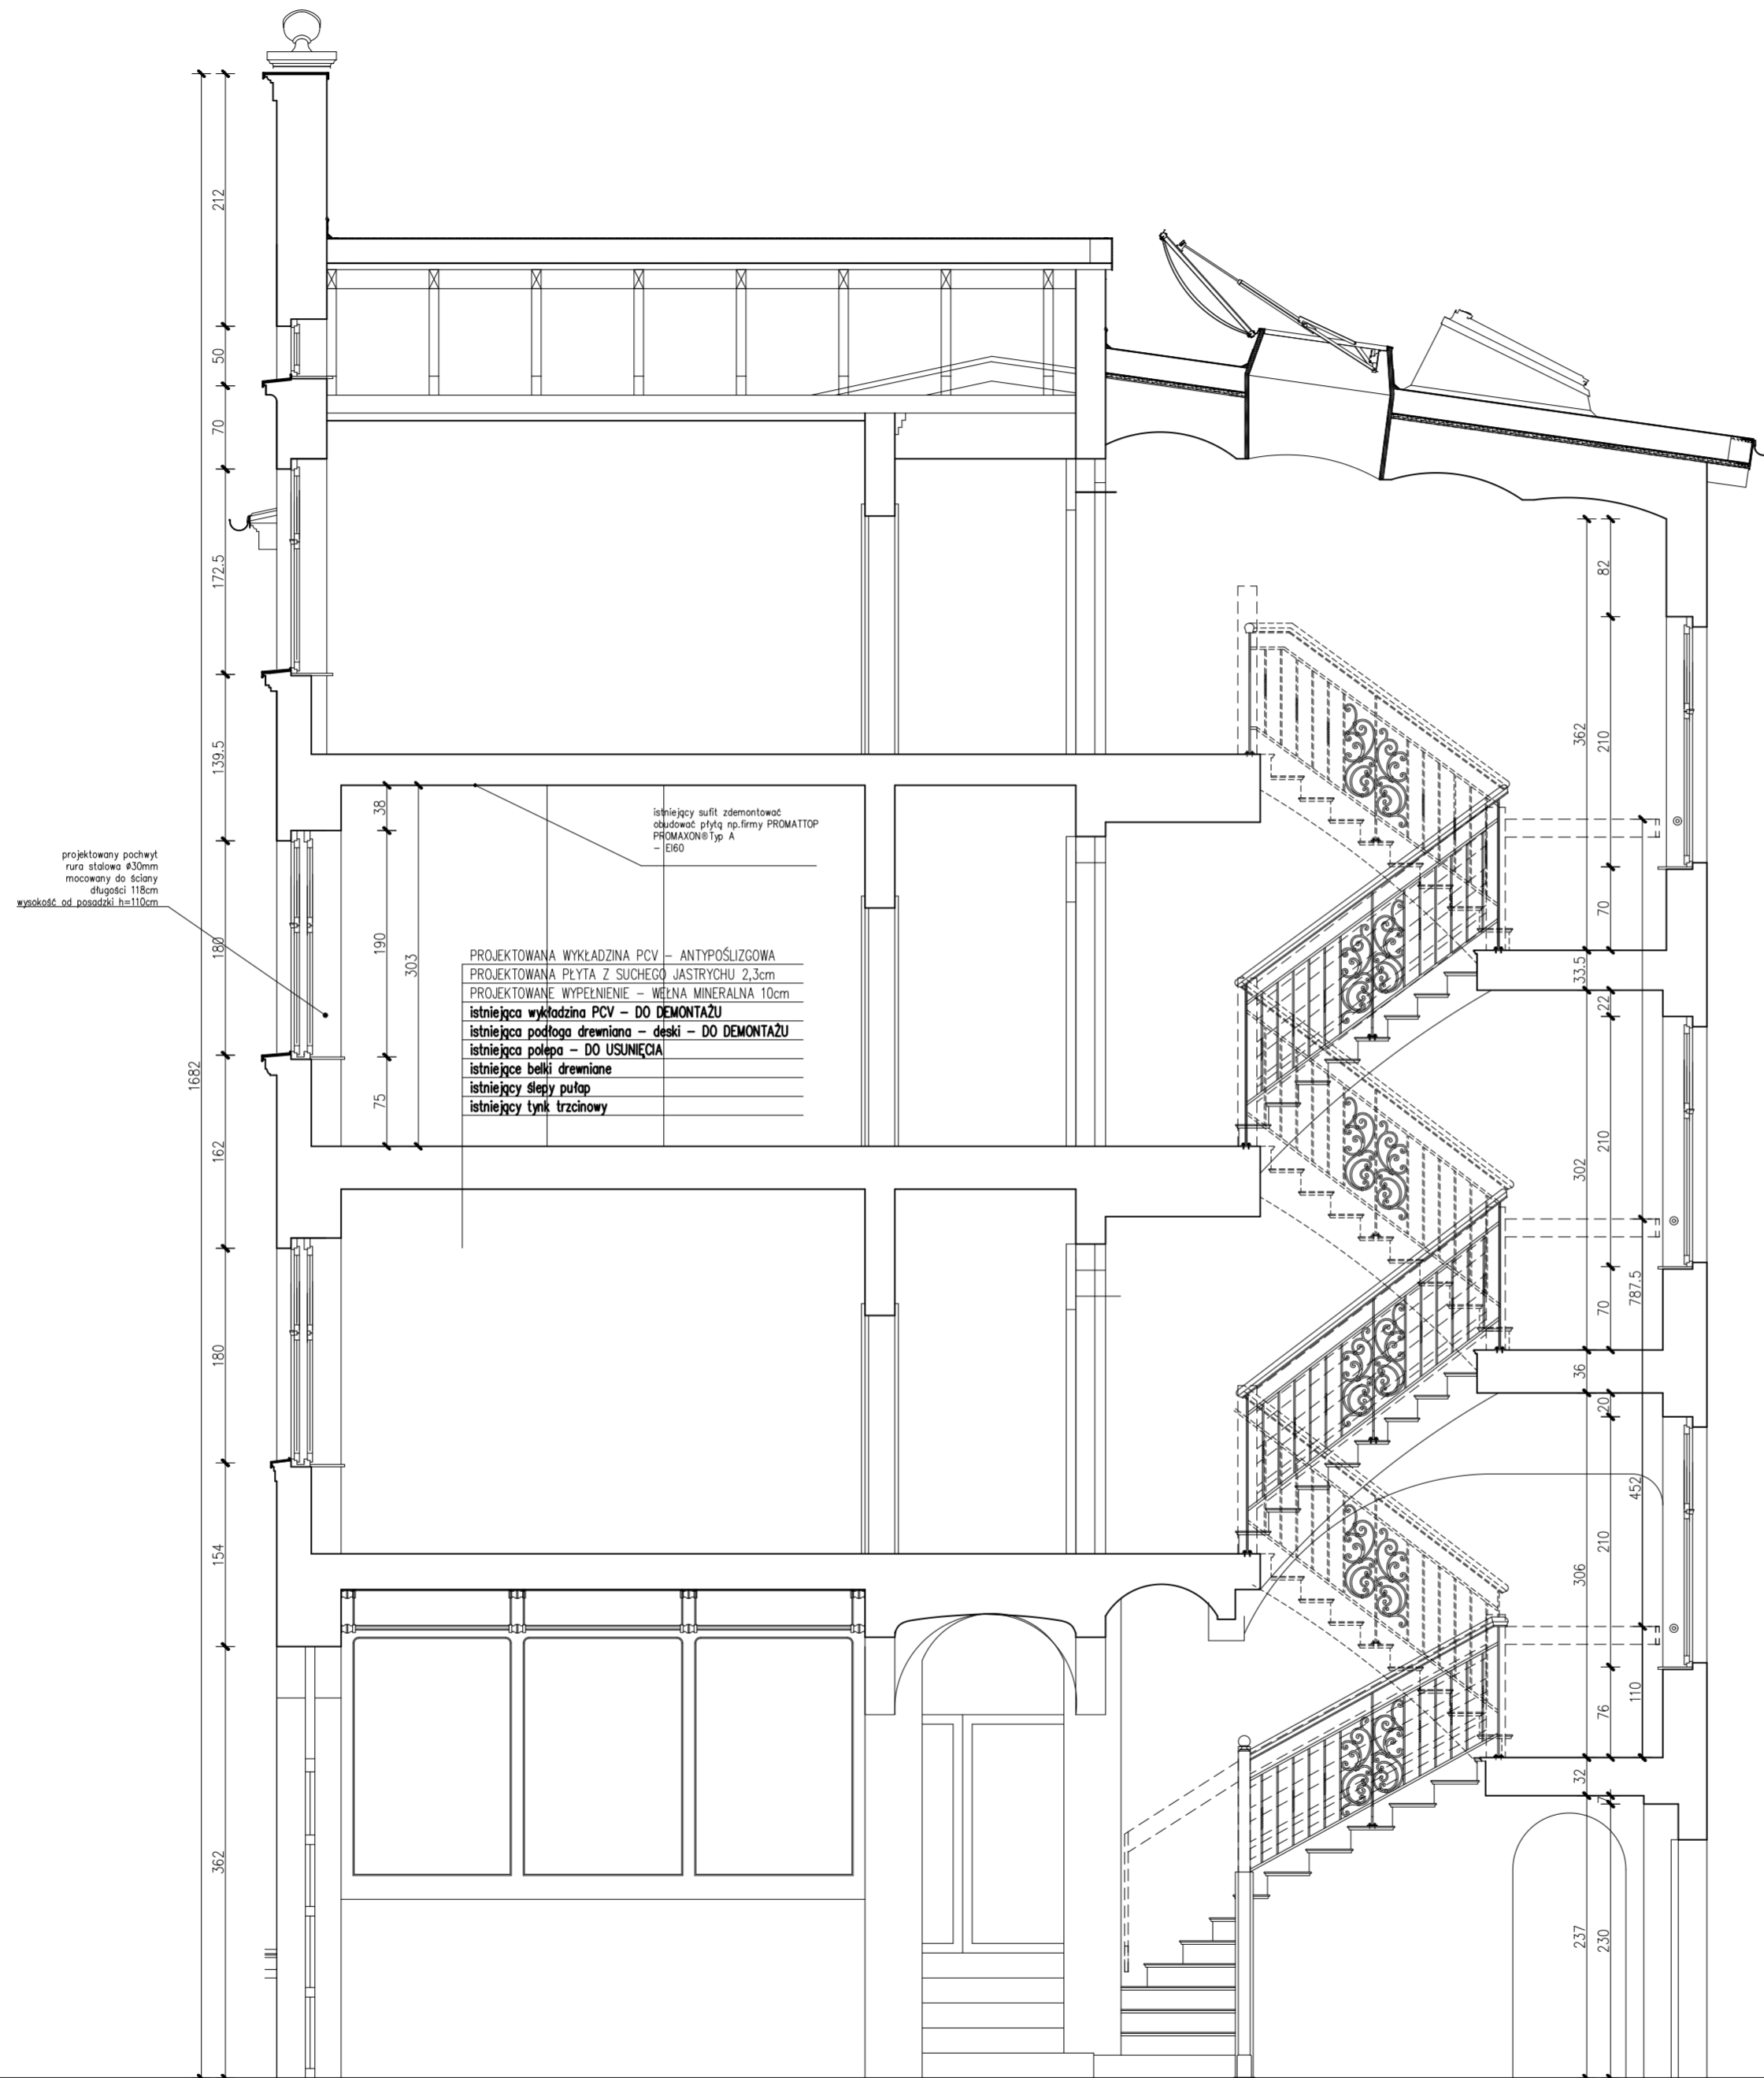 212
50
70
172.5
139.5
180
162
180
154
362
1682
projektowany pochwyt
rura stalowa ø30mm
mocowany do ściany
długości 118cm
wysokość od posadzki h=110cm
38
190
75
303
istniejący sufit zdemontować
obudować płytą np.firmy PROMATTOP
PROMAXON®Typ A
– EI60
PROJEKTOWANA WYKŁADZINA PCV – ANTYPOŚLIZGOWA
PROJEKTOWANA PŁYTA Z SUCHEGO JASTRYCHU 2,3cm
PROJEKTOWANE WYPEŁNIENIE – WEŁNA MINERALNA 10cm
istniejąca wykładzina PCV – DO DEMONTAŻU
istniejąca podłoga drewniana – deski – DO DEMONTAŻU
istniejąca polepa – DO USUNIĘCIA
istniejące belki drewniane
istniejący ślepy pułap
istniejący tynk trzcinowy
362
33.5
302
36
306
32
237
82
210
70
22
210
70
20
210
76
230
787.5
452
110